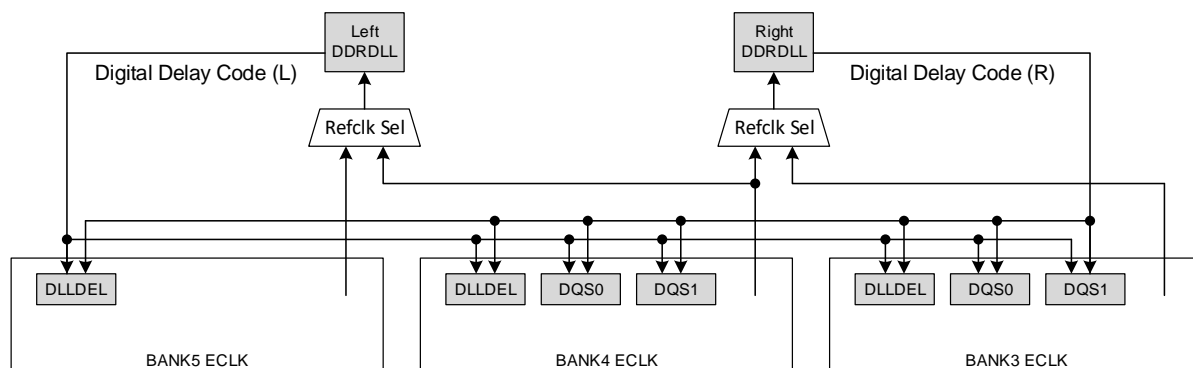 Left
DDRDLL
Right
DDRDLL
Digital Delay Code (L)
Digital Delay Code (R)
Refclk Sel
Refclk Sel
DLLDEL
DLLDEL
DQS0
DQS1
DLLDEL
DQS0
DQS1
BANK5 ECLK
BANK4 ECLK
BANK3 ECLK